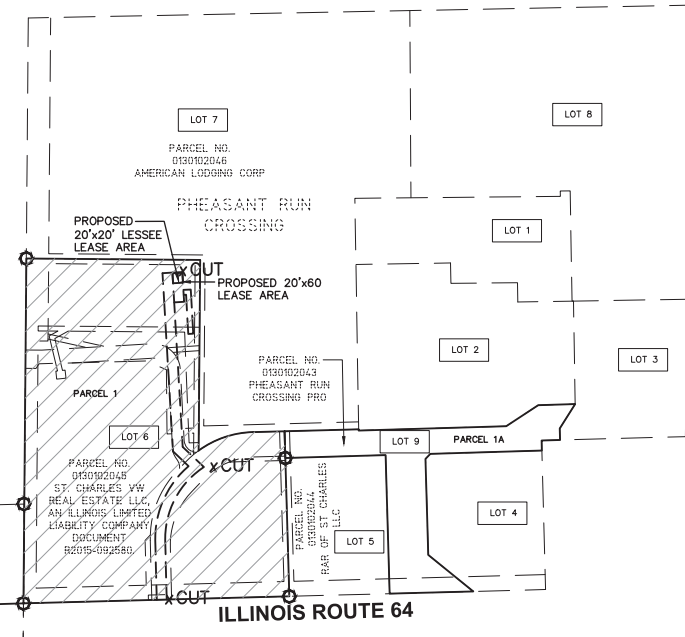 LOT 7
LOT 8
PARCEL NO.
0130102046
AMERICAN LODGING CORP
PHEASANT RUN
CROSSING
PROPOSED
20'x20' LESSEE
LEASE AREA
LOT 1
CUT
PROPOSED 20'x60
LEASE AREA
LOT 2
LOT 3
PARCEL NO.
0130102043
PHEASANT RUN
CROSSING PRO
PARCEL 1
LOT 6
LOT 9
PARCEL 1A
PARCEL NO.
0130102045
ST. CHARLES VW
REAL ESTATE LLC,
AN ILLINOIS LIMITED
LIABILITY COMPANY
DOCUMENT
R2015-092580
CUT
PARCEL NO.
0130102044
RAR OF ST CHARLES
LLC
LOT 5
LOT 4
CUT
ILLINOIS ROUTE 64